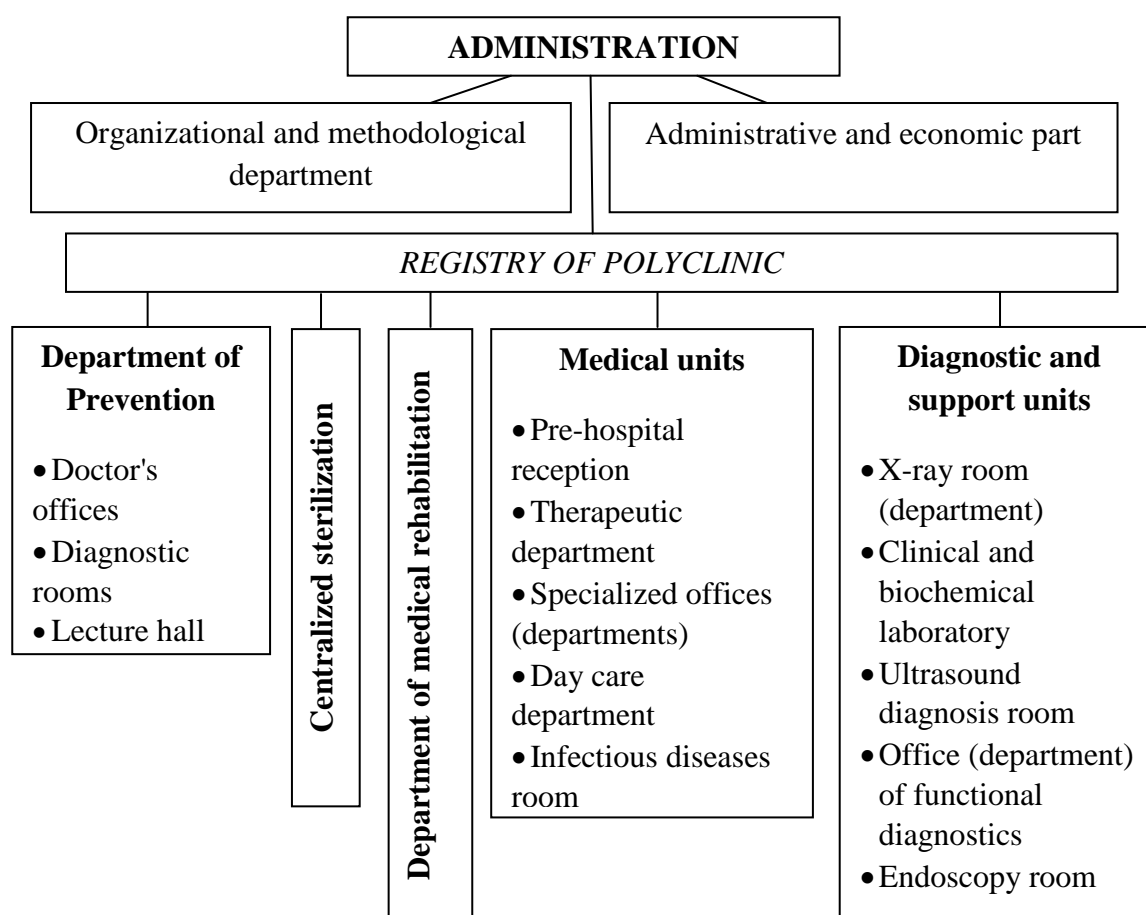 ADMINISTRATION
Organizational and methodological
department
Administrative and economic part
REGISTRY OF POLYCLINIC
Department of
Prevention
• Doctor's
offices
• Diagnostic
rooms
• Lecture hall
Centralized sterilization
Department of medical rehabilitation
Medical units
• Pre-hospital
reception
• Therapeutic
department
• Specialized offices
(departments)
• Day care
department
• Infectious diseases
room
Diagnostic and
support units
• X-ray room
(department)
• Clinical and
biochemical
laboratory
• Ultrasound
diagnosis room
• Office (department)
of functional
diagnostics
• Endoscopy room